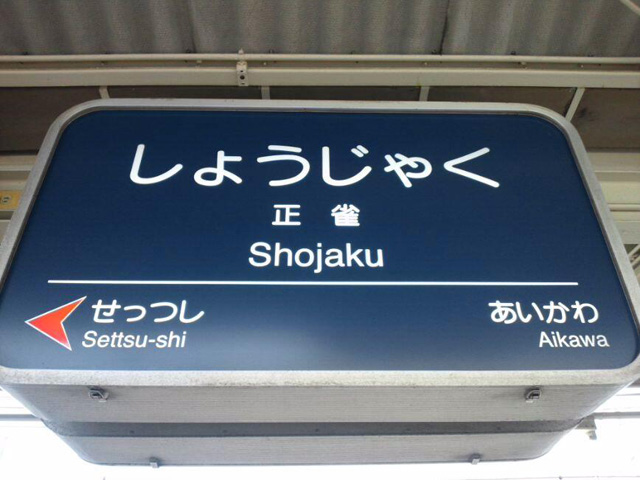 しょうじゃく
正雀
Shojaku
せっつし
Settsu-shi
あいかわ
Aikawa